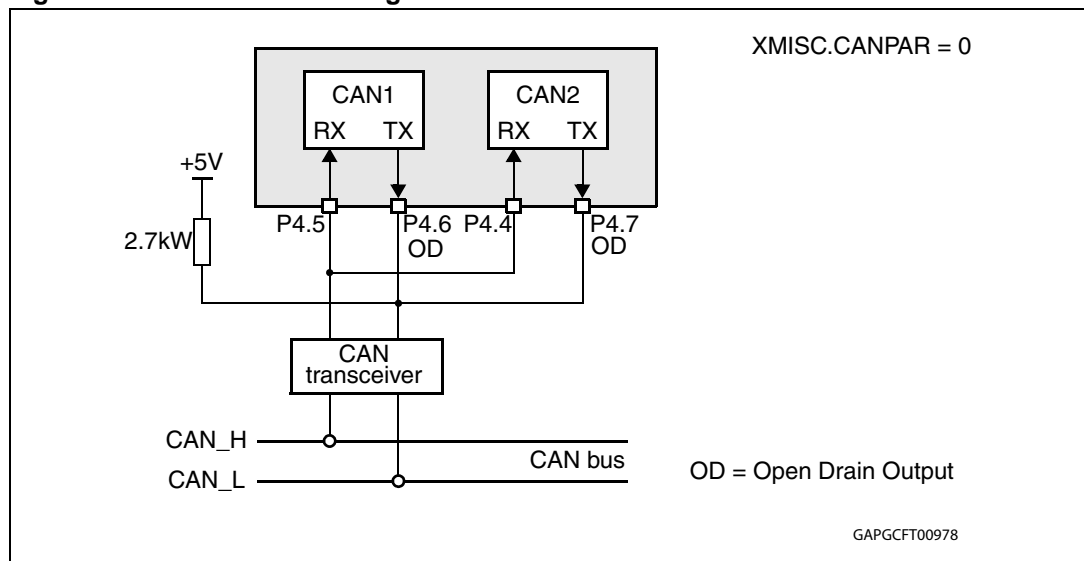 XMISC.CANPAR = 0
CAN1
CAN2
RX TX
RX TX
+5V
P4.5
P4.6
OD
P4.4
P4.7
OD
2.7kW
CAN
transceiver
CAN_H
CAN bus
CAN_L
OD = Open Drain Output
GAPGCFT00978